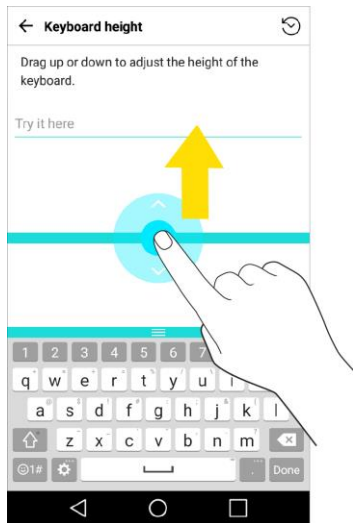 Keyboard height
Drag up or down to adjust the height of the
keyboard.
Try it here
1 2 3 4 5 6 7
q w e r t y u i
a s d f g h j k l
z x c v b n m
1# . Done